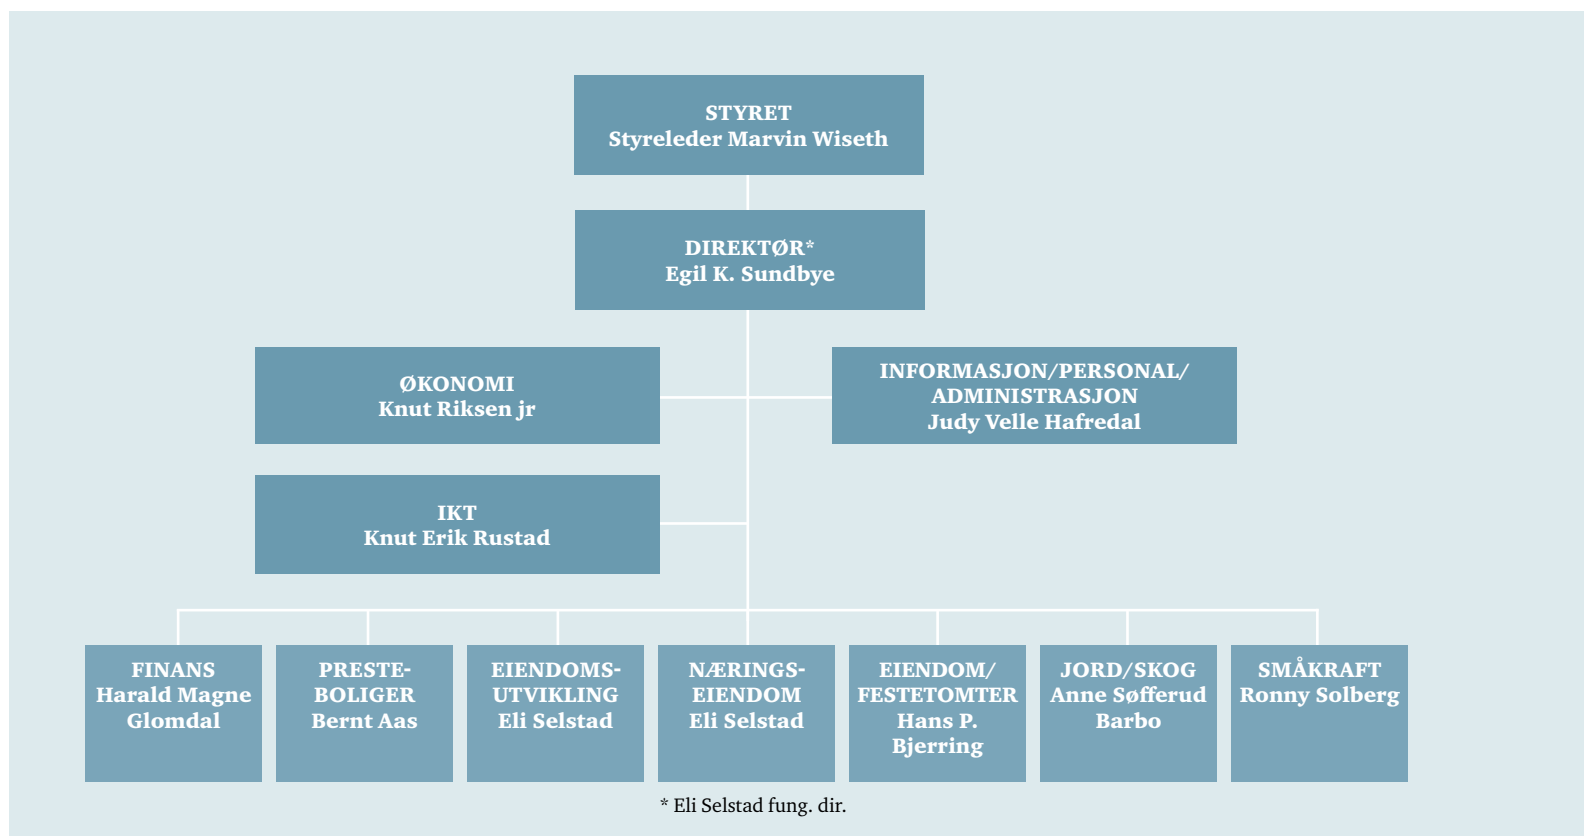 STYRET
Styreleder Marvin Wiseth
DIREKTØR*
Egil K. Sundbye
ØKONOMI
Knut Riksen jr
INFORMASJON/PERSONAL/
ADMINISTRASJON
Judy Velle Hafredal
IKT
Knut Erik Rustad
FINANS
Harald Magne
Glomdal
PRESTE-
BOLIGER
Bernt Aas
EIENDOMS-
UTVIKLING
Eli Selstad
NÆRINGS-
EIENDOM
Eli Selstad
EIENDOM/
FESTETOMTER
Hans P.
Bjerring
JORD/SKOG
Anne Søfferud
Barbo
SMÅKRAFT
Ronny Solberg
* Eli Selstad fung. dir.